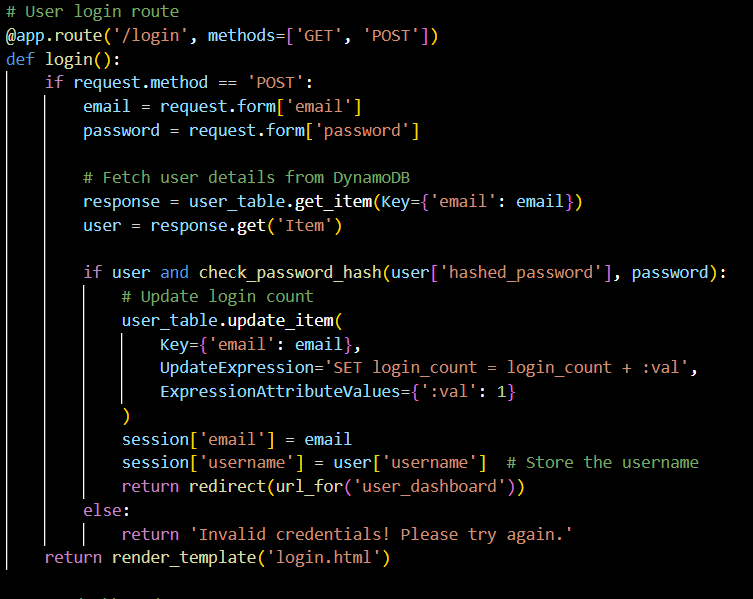 # User login route
@app.route('/login', methods=['GET', 'POST'])
def login():
    if request.method == 'POST':
        email = request.form['email']
        password = request.form['password']

        # Fetch user details from DynamoDB
        response = user_table.get_item(Key={'email': email})
        user = response.get('Item')

        if user and check_password_hash(user['hashed_password'], password):
            # Update login count
            user_table.update_item(
                Key={'email': email},
                UpdateExpression='SET login_count = login_count + :val',
                ExpressionAttributeValues={':val': 1}
            )
            session['email'] = email
            session['username'] = user['username']  # Store the username
            return redirect(url_for('user_dashboard'))
        else:
            return 'Invalid credentials! Please try again.'
    return render_template('login.html')